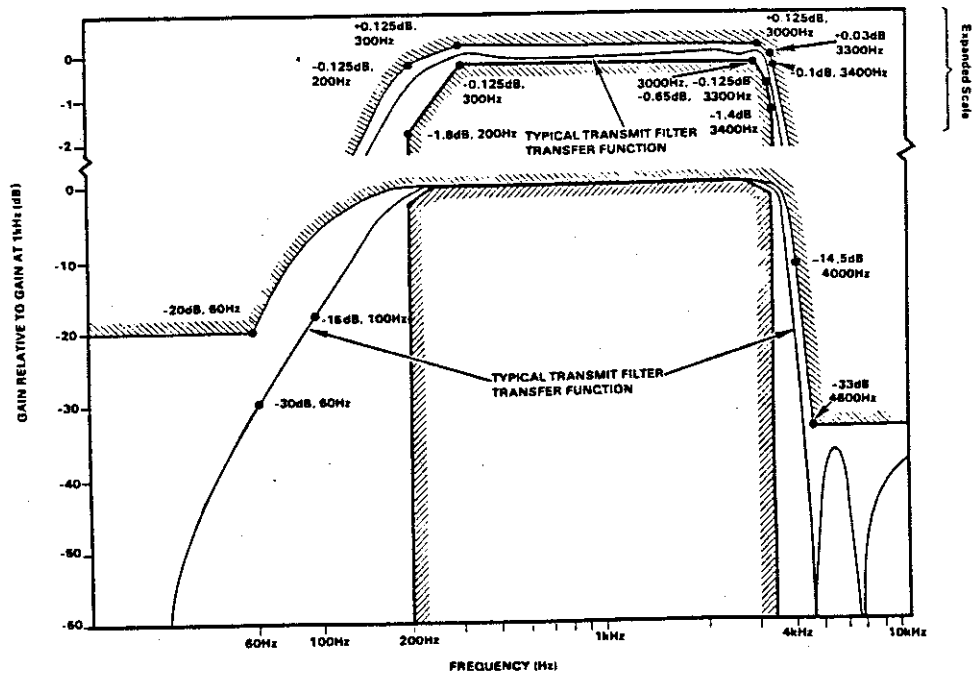 +0.125dB,
300Hz
+0.125dB,
3000Hz
+0.03dB
3300Hz
Expanded Scale
-0.125dB,
200Hz
-0.125dB,
300Hz
3000Hz, -0.125dB
-0.65dB, 3300Hz
-0.1dB, 3400Hz
-1.4dB
3400Hz
-1.8dB, 200Hz
TYPICAL TRANSMIT FILTER
TRANSFER FUNCTION
0
-1
-2
GAIN RELATIVE TO GAIN AT 1kHz (dB)
0
-10
-20
-30
-40
-50
-60
-20dB, 60Hz
-16dB, 100Hz
-30dB, 60Hz
TYPICAL TRANSMIT FILTER
TRANSFER FUNCTION
-14.5dB
4000Hz
-33dB
4600Hz
60Hz
100Hz
200Hz
1kHz
4kHz
10kHz
FREQUENCY (Hz)